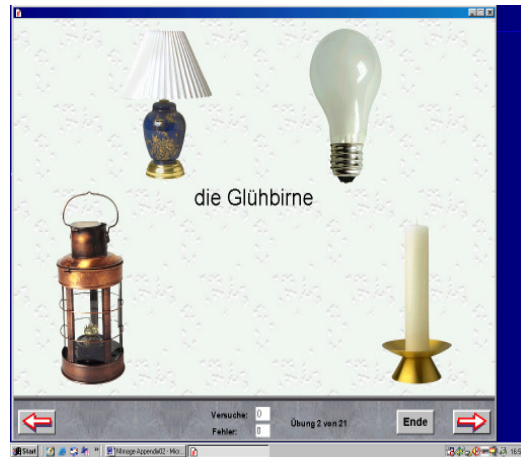 die Glühbirne
Versuche: 0
Fehler: 0
Übung 2 von 21
Ende
Start